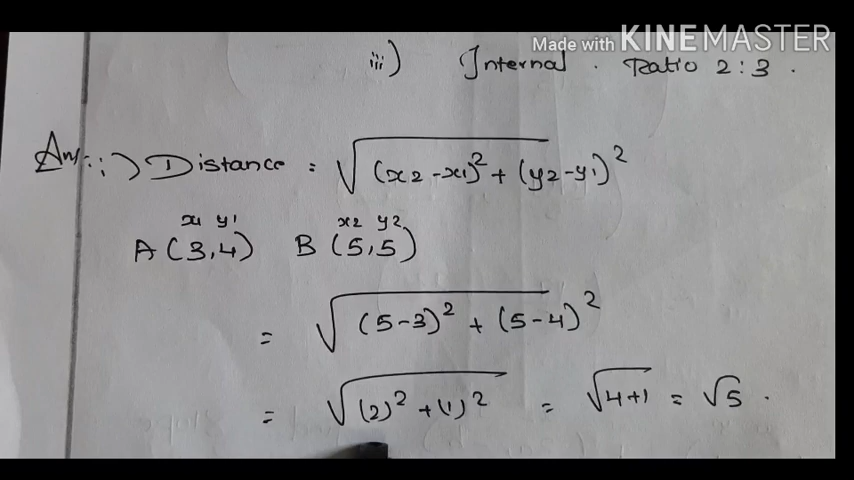 Made with KINEMASTER
iii) Internal . Ratio 2:3 .
Ans: i) Distance = √(x2-x1)² + (y2-y1)²
x1 y1 x2 y2
A (3,4) B (5,5)
= √(5-3)² + (5-4)²
= √(2)² + (1)² = √4+1 = √5 .